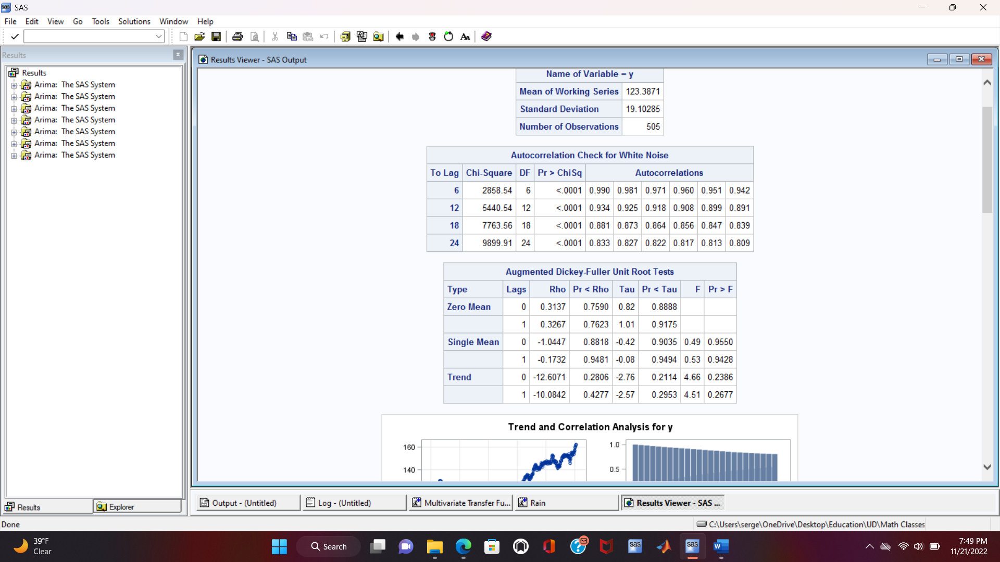 SAS
File Edit View Go Tools Solutions Window Help
Results
Results Viewer - SAS Output
Results
Arima: The SAS System
Arima: The SAS System
Arima: The SAS System
Arima: The SAS System
Arima: The SAS System
Arima: The SAS System
Arima: The SAS System
Name of Variable = y
Mean of Working Series 123.3871
Standard Deviation 19.10285
Number of Observations 505
Autocorrelation Check for White Noise
To Lag Chi-Square DF Pr > ChiSq Autocorrelations
6 2858.54 6 <.0001 0.990 0.981 0.971 0.960 0.951 0.942
12 5440.54 12 <.0001 0.934 0.925 0.918 0.908 0.899 0.891
18 7763.56 18 <.0001 0.881 0.873 0.864 0.856 0.847 0.839
24 9899.91 24 <.0001 0.833 0.827 0.822 0.817 0.813 0.809
Augmented Dickey-Fuller Unit Root Tests
Type Lags Rho Pr < Rho Tau Pr < Tau F Pr > F
Zero Mean 0 0.3137 0.7590 0.82 0.8888
1 0.3267 0.7623 1.01 0.9175
Single Mean 0 -1.0447 0.8818 -0.42 0.9035 0.49 0.9550
1 -0.1732 0.9481 -0.08 0.9494 0.53 0.9428
Trend 0 -12.6071 0.2806 -2.76 0.2114 4.66 0.2386
1 -10.0842 0.4277 -2.57 0.2953 4.51 0.2677
Trend and Correlation Analysis for y
160
140
1.0
0.5
Results Explorer
Output - (Untitled) Log - (Untitled) Multivariate Transfer Fu... Rain Results Viewer - SAS ...
Done
C:\Users\serge\OneDrive\Desktop\Education\UD\Math Classes
39°F
Clear
Search
sas
sas
W
7:49 PM
11/21/2022